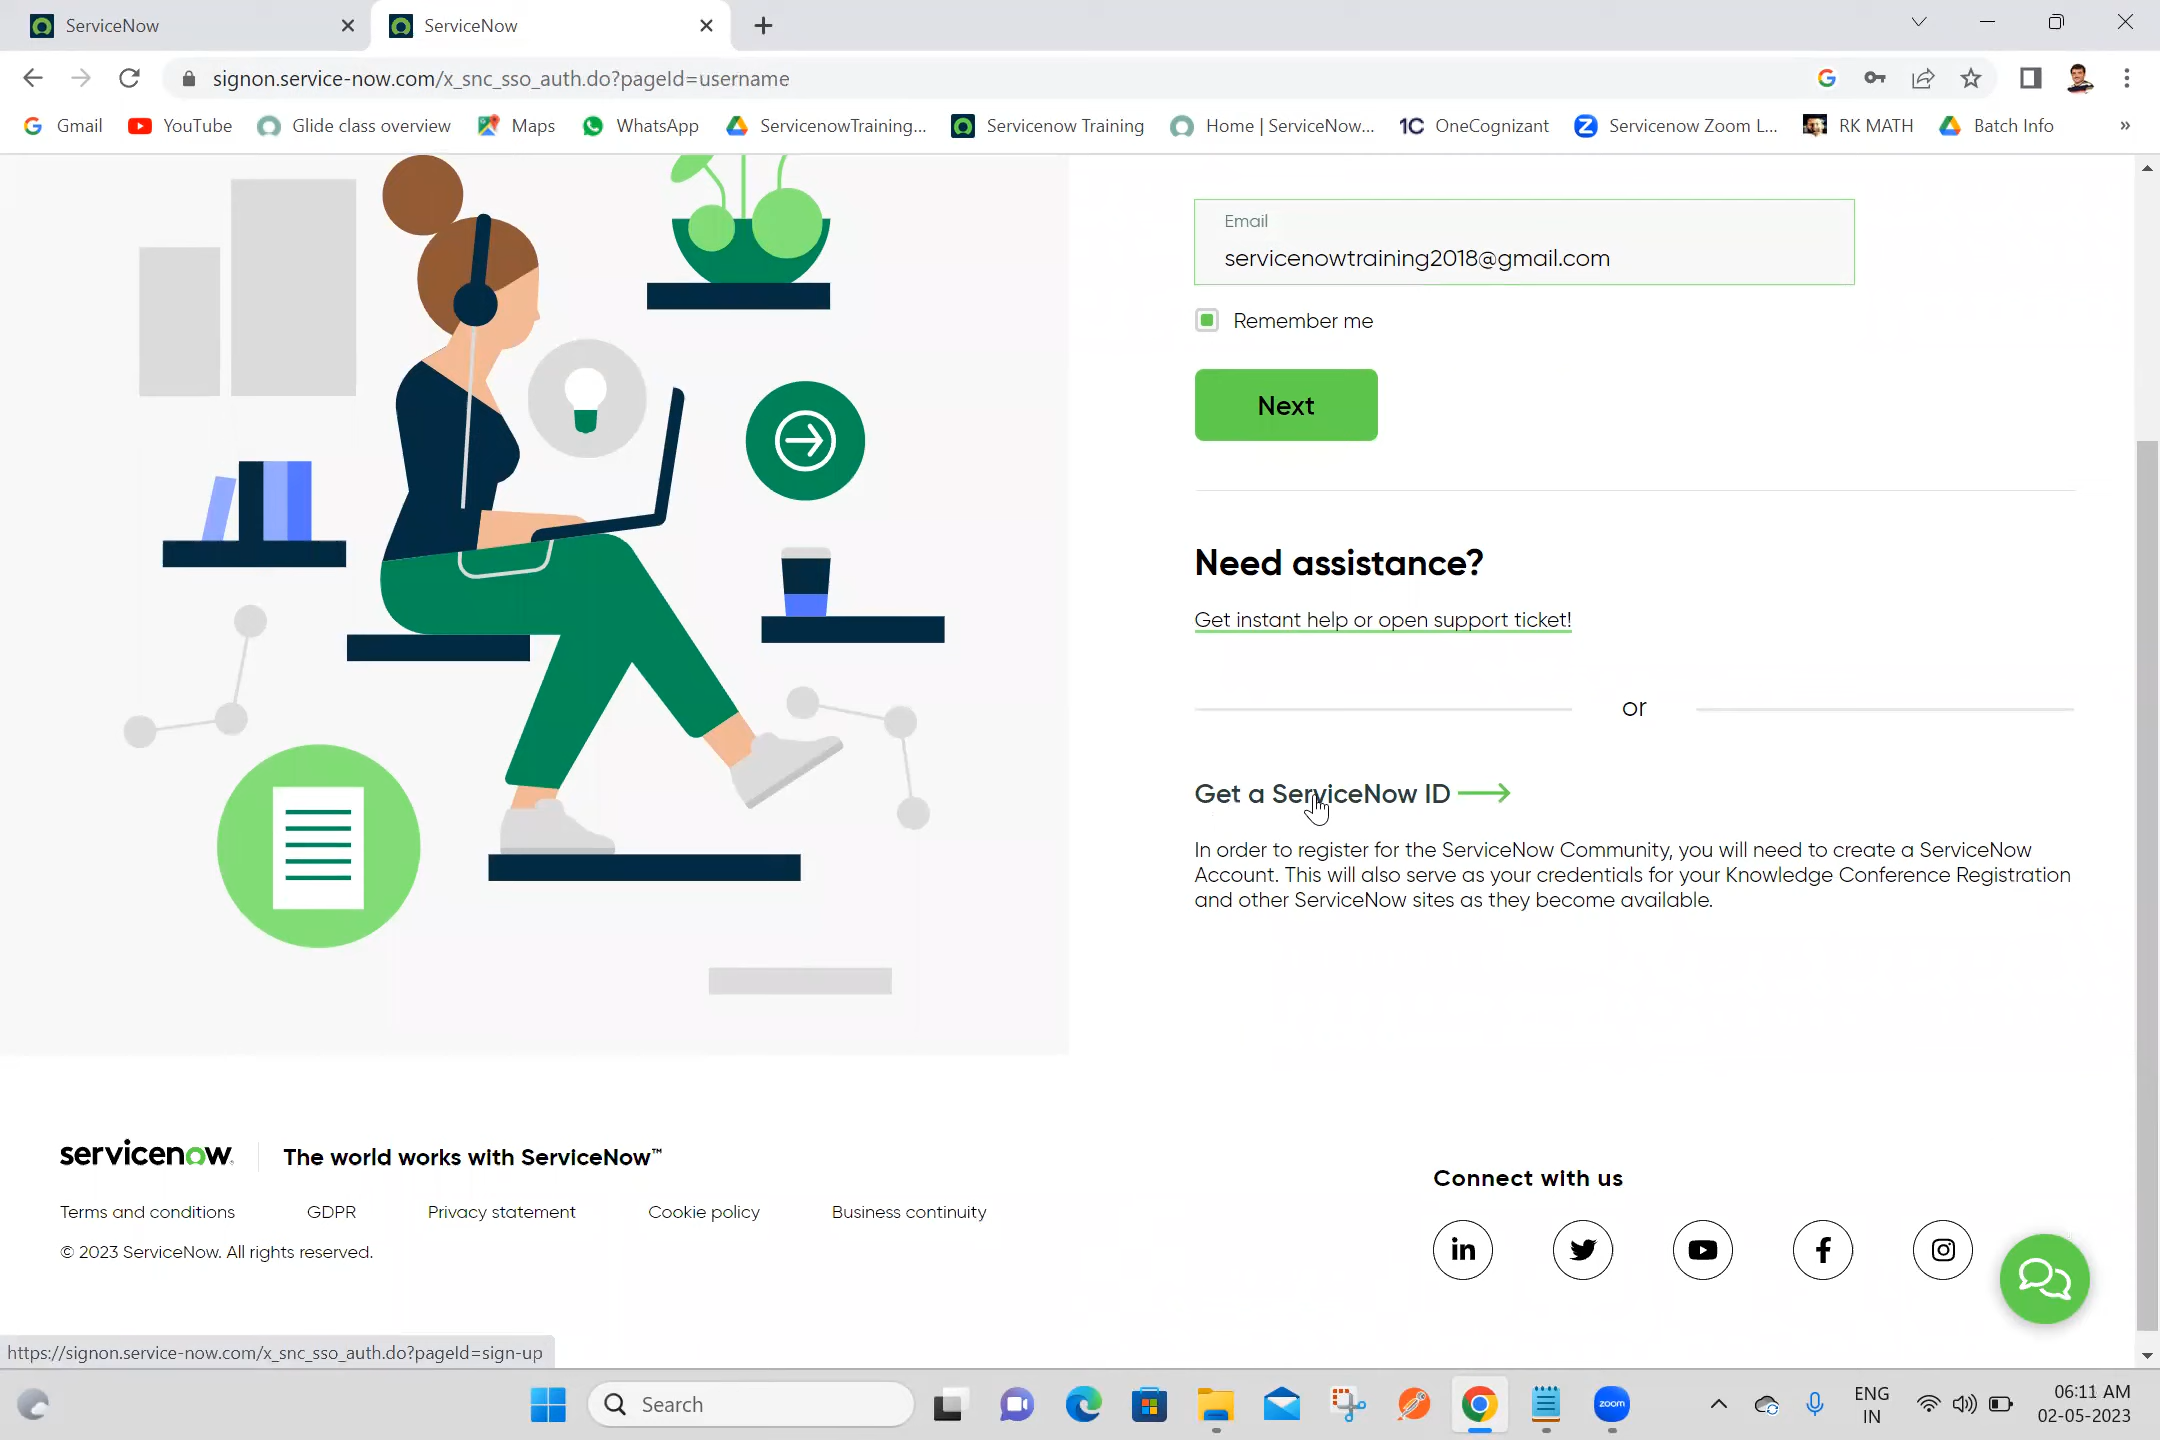 ServiceNow
ServiceNow
signon.service-now.com/x_snc_sso_auth.do?pageId=username
Gmail
YouTube
Glide class overview
Maps
WhatsApp
ServicenowTraining...
Servicenow Training
Home | ServiceNow...
1C OneCognizant
Servicenow Zoom L...
RK MATH
Batch Info
»
Email
servicenowtraining2018@gmail.com
Remember me
Next
Need assistance?
Get instant help or open support ticket!
or
Get a ServiceNow ID
In order to register for the ServiceNow Community, you will need to create a ServiceNow
Account. This will also serve as your credentials for your Knowledge Conference Registration
and other ServiceNow sites as they become available.
servicenow.
The world works with ServiceNow™
Connect with us
Terms and conditions
GDPR
Privacy statement
Cookie policy
Business continuity
© 2023 ServiceNow. All rights reserved.
https://signon.service-now.com/x_snc_sso_auth.do?pageId=sign-up
Search
zoom
ENG
IN
06:11 AM
02-05-2023